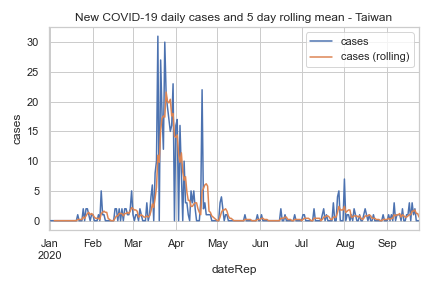 New COVID-19 daily cases and 5 day rolling mean - Taiwan
cases
cases (rolling)
30
25
20
15
10
5
0
cases
Jan Feb Mar Apr May Jun Jul Aug Sep
2020
dateRep